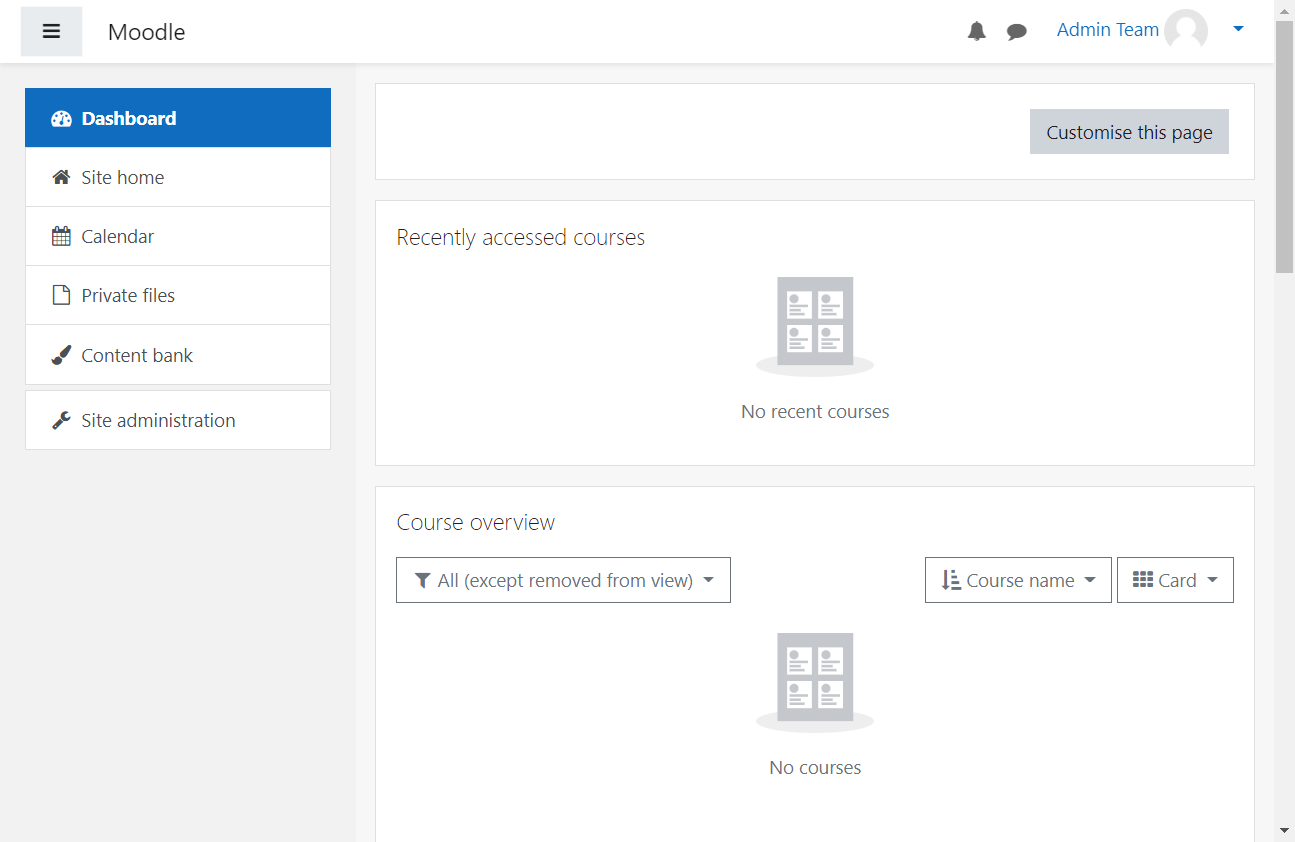 Moodle
Admin Team
Dashboard
Site home
Calendar
Private files
Content bank
Site administration
Customise this page
Recently accessed courses
No recent courses
Course overview
All (except removed from view)
Course name
Card
No courses